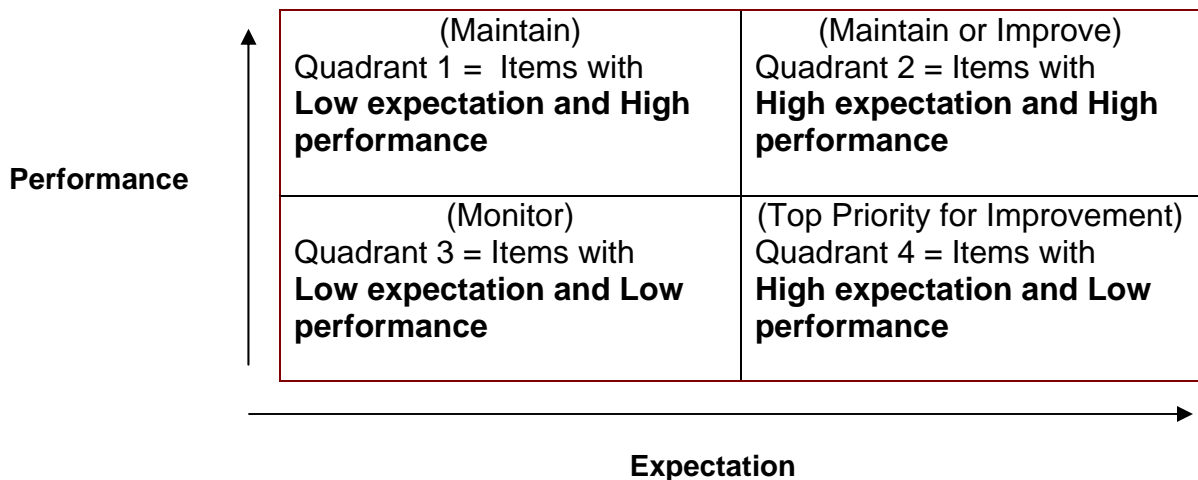 (Maintain)
Quadrant 1 =  Items with
Low expectation and High
performance
(Maintain or Improve)
Quadrant 2 = Items with
High expectation and High
performance
Performance
(Monitor)
Quadrant 3 = Items with
Low expectation and Low
performance
(Top Priority for Improvement)
Quadrant 4 = Items with
High expectation and Low
performance
Expectation